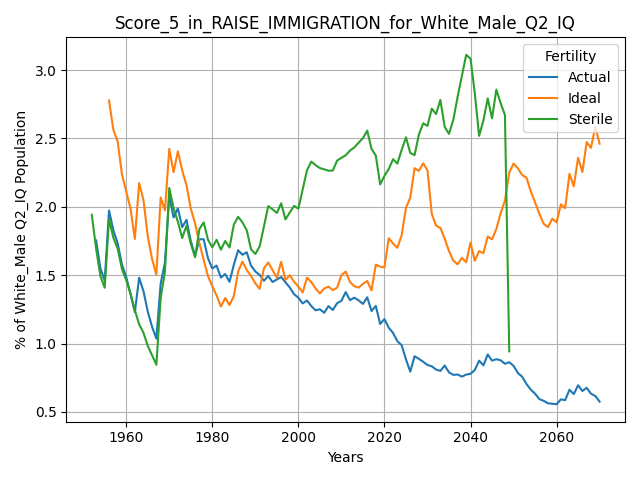 Score_5_in_RAISE_IMMIGRATION_for_White_Male_Q2_IQ
Fertility
Actual
Ideal
Sterile
% of White_Male Q2_IQ Population
3.0
2.5
2.0
1.5
1.0
0.5
1960 1980 2000 2020 2040 2060
Years